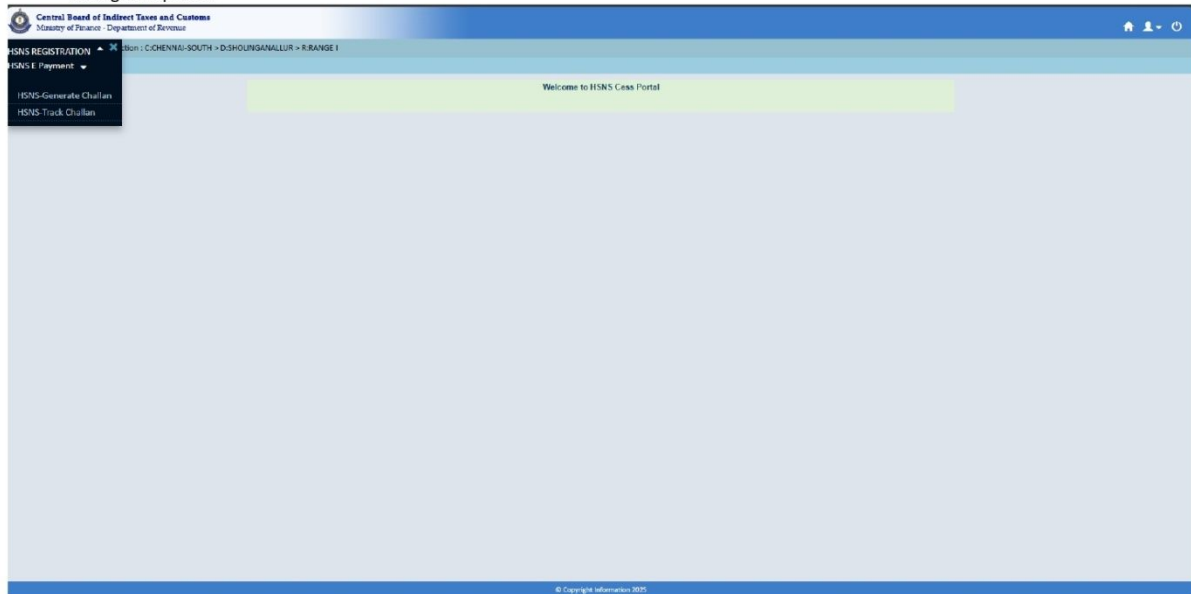 Central Board of Indirect Taxes and Customs
Ministry of Finance - Department of Revenue
HSNS REGISTRATION
tion : C:CHENNAI-SOUTH > D:SHOLINGANALLUR > R:RANGE I
HSNS E Payment
Welcome to HSNS Cess Portal
HSNS-Generate Challan
HSNS-Track Challan
© Copyright Information 2025